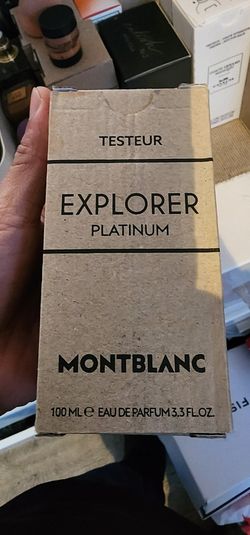 TESTEUR
EXPLORER
PLATINUM
MONTBLANC
100 ML ℮ EAU DE PARFUM 3,3 FL.OZ.